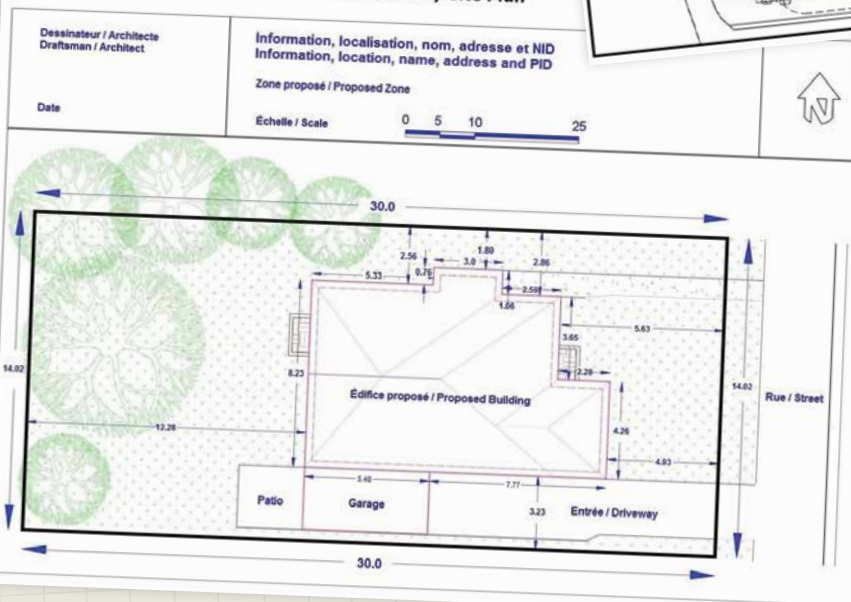 Plan
Dessinateur / Architecte
Draftsman / Architect
Date
Information, localisation, nom, adresse et NID
Information, location, name, address and PID
Zone proposé / Proposed Zone
Échelle / Scale
0 5 10 25
N
30.0
2.56
1.80
2.86
5.33
0.76
3.0
2.59
1.06
5.63
3.65
14.02
8.23
2.29
14.02
Rue / Street
Édifice proposé / Proposed Building
12.28
4.26
4.93
7.77
Patio
Garage
3.23
Entrée / Driveway
30.0